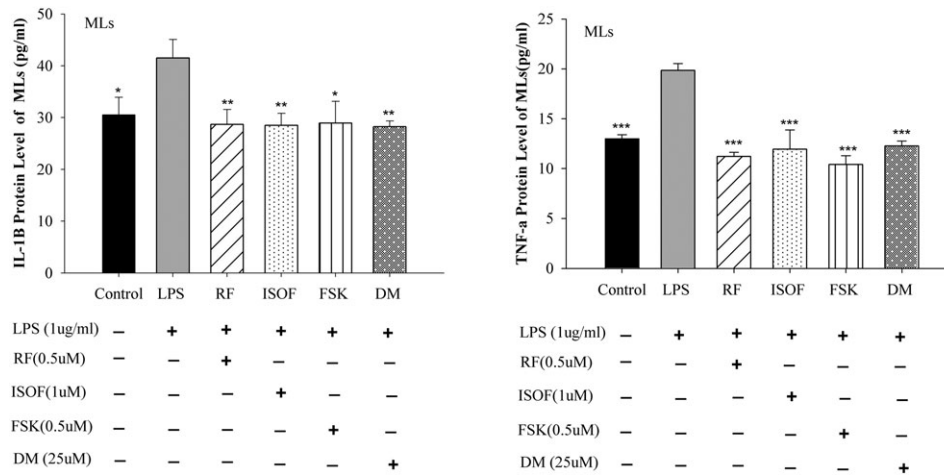 MLs
IL-1B Protein Level of MLs (pg/ml)
50
40
30
20
10
0
*
**
**
*
**
Control LPS RF ISOF FSK DM
LPS (1ug/ml) – + + + + +
RF(0.5uM) – – + – – –
ISOF(1uM) – – – + – –
FSK(0.5uM) – – – – + –
DM (25uM) – – – – – +
MLs
TNF-a Protein Level of MLs(pg/ml)
25
20
15
10
5
0
***
***
***
***
***
Control LPS RF ISOF FSK DM
LPS (1ug/ml) – + + + + +
RF(0.5uM) – – + – – –
ISOF(1uM) – – – + – –
FSK(0.5uM) – – – – + –
DM (25uM) – – – – – +